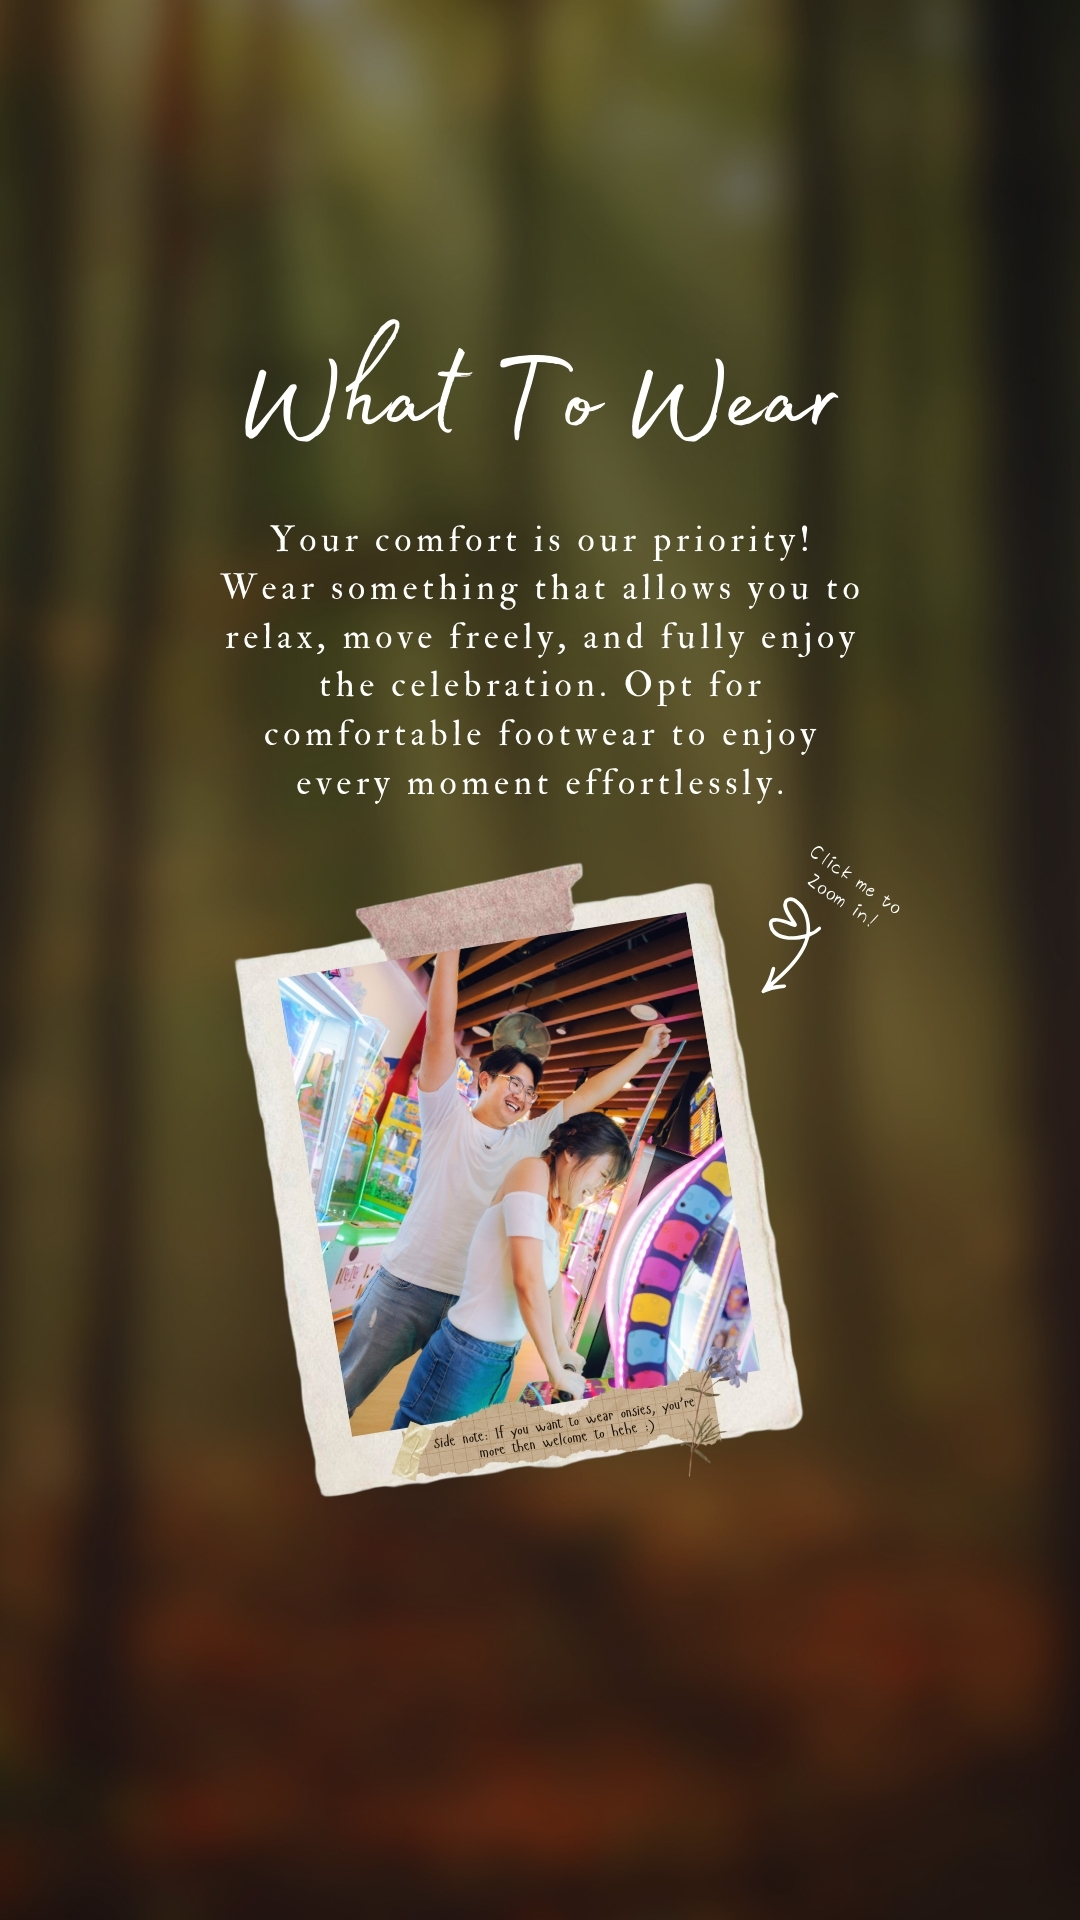 What To Wear
Your comfort is our priority!
Wear something that allows you to
relax, move freely, and fully enjoy
the celebration. Opt for
comfortable footwear to enjoy
every moment effortlessly.
Click me to
Zoom in!
Side note: If you want to wear onsies, you're
more then welcome to hehe :)